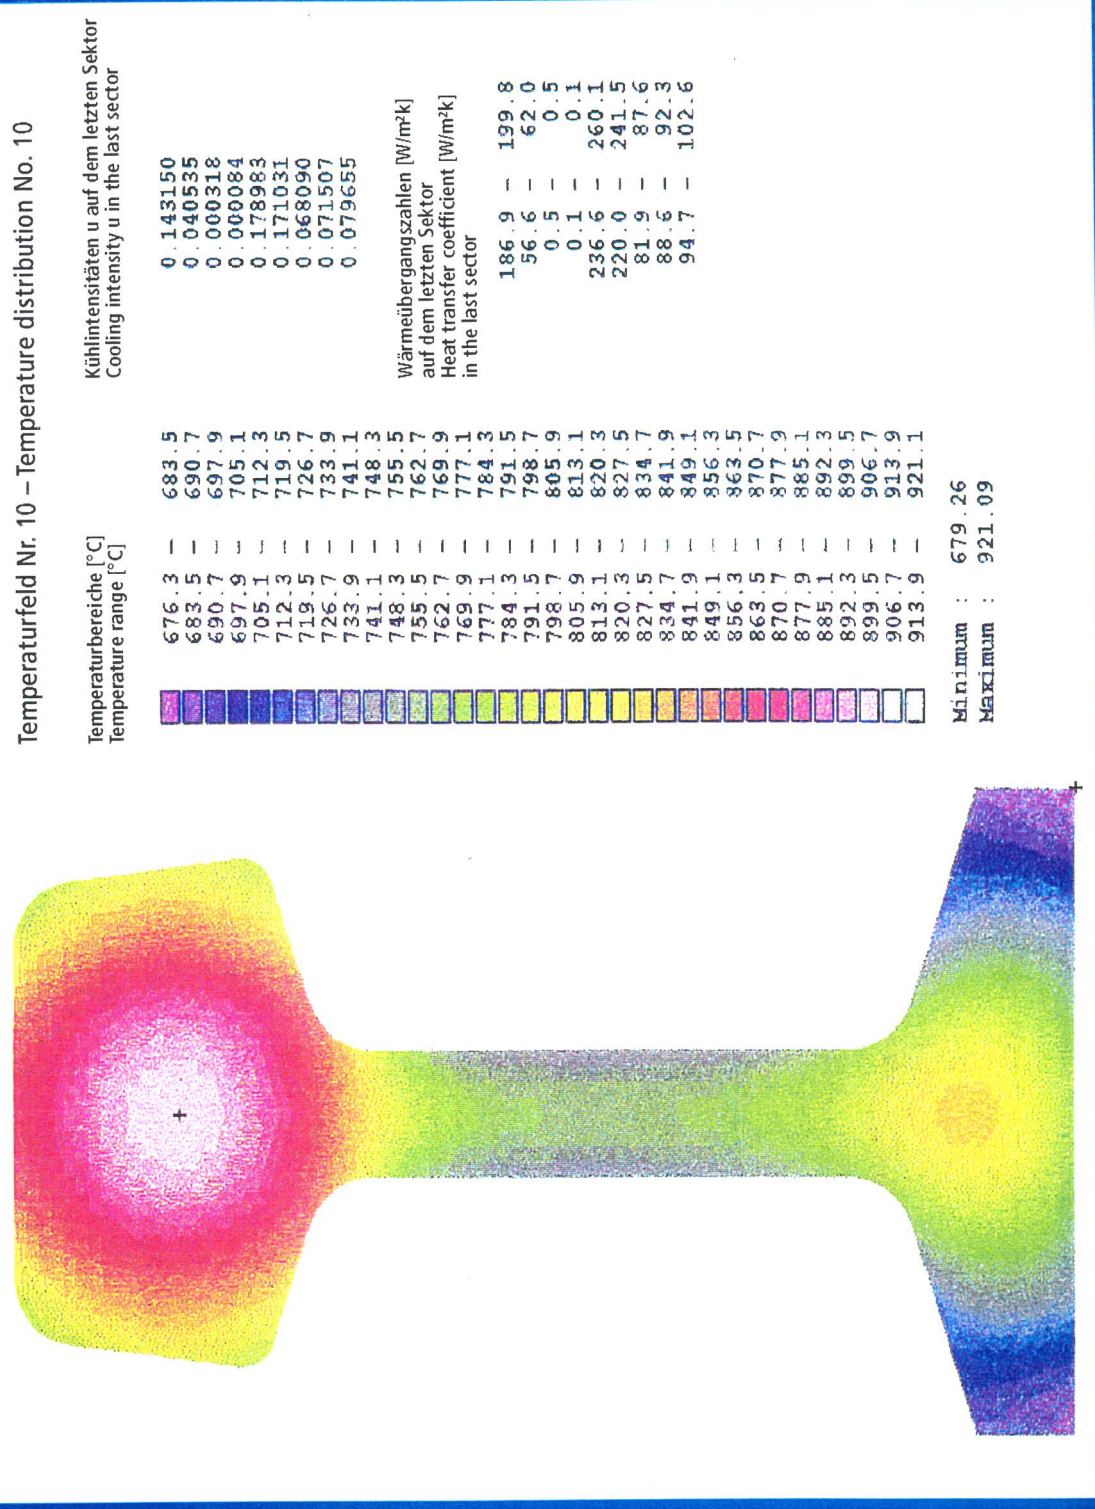 Temperaturfeld Nr. 10 – Temperature distribution No. 10
Temperaturbereiche [°C]
Temperature range [°C]
676.3 – 683.5
683.5 – 690.7
690.7 – 697.9
697.9 – 705.1
705.1 – 712.3
712.3 – 719.5
719.5 – 726.7
726.7 – 733.9
733.9 – 741.1
741.1 – 748.3
748.3 – 755.5
755.5 – 762.7
762.7 – 769.9
769.9 – 777.1
777.1 – 784.3
784.3 – 791.5
791.5 – 798.7
798.7 – 805.9
805.9 – 813.1
813.1 – 820.3
820.3 – 827.5
827.5 – 834.7
834.7 – 841.9
841.9 – 849.1
849.1 – 856.3
856.3 – 863.5
863.5 – 870.7
870.7 – 877.9
877.9 – 885.1
885.1 – 892.3
892.3 – 899.5
899.5 – 906.7
906.7 – 913.9
913.9 – 921.1
Minimum : 679.26
Maximum : 921.09
Kühlintensitäten u auf dem letzten Sektor
Cooling intensity u in the last sector
0.143150
0.040535
0.000318
0.000084
0.178983
0.171031
0.068090
0.071507
0.079655
Wärmeübergangszahlen [W/m²k]
auf dem letzten Sektor
Heat transfer coefficient [W/m²k]
in the last sector
186.9 – 199.8
56.6 – 62.0
0.5 – 0.5
0.1 – 0.1
236.6 – 260.1
220.0 – 241.5
81.9 – 87.6
88.6 – 92.3
94.7 – 102.6